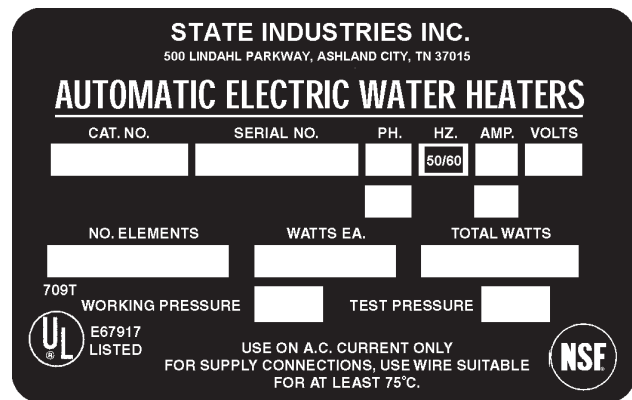 STATE INDUSTRIES INC.
500 LINDAHL PARKWAY, ASHLAND CITY, TN 37015
AUTOMATIC ELECTRIC WATER HEATERS
CAT. NO. SERIAL NO. PH. HZ. AMP. VOLTS
50/60
NO. ELEMENTS WATTS EA. TOTAL WATTS
709T
WORKING PRESSURE TEST PRESSURE
UL ® E67917 LISTED
USE ON A.C. CURRENT ONLY
FOR SUPPLY CONNECTIONS, USE WIRE SUITABLE
FOR AT LEAST 75°C.
NSF